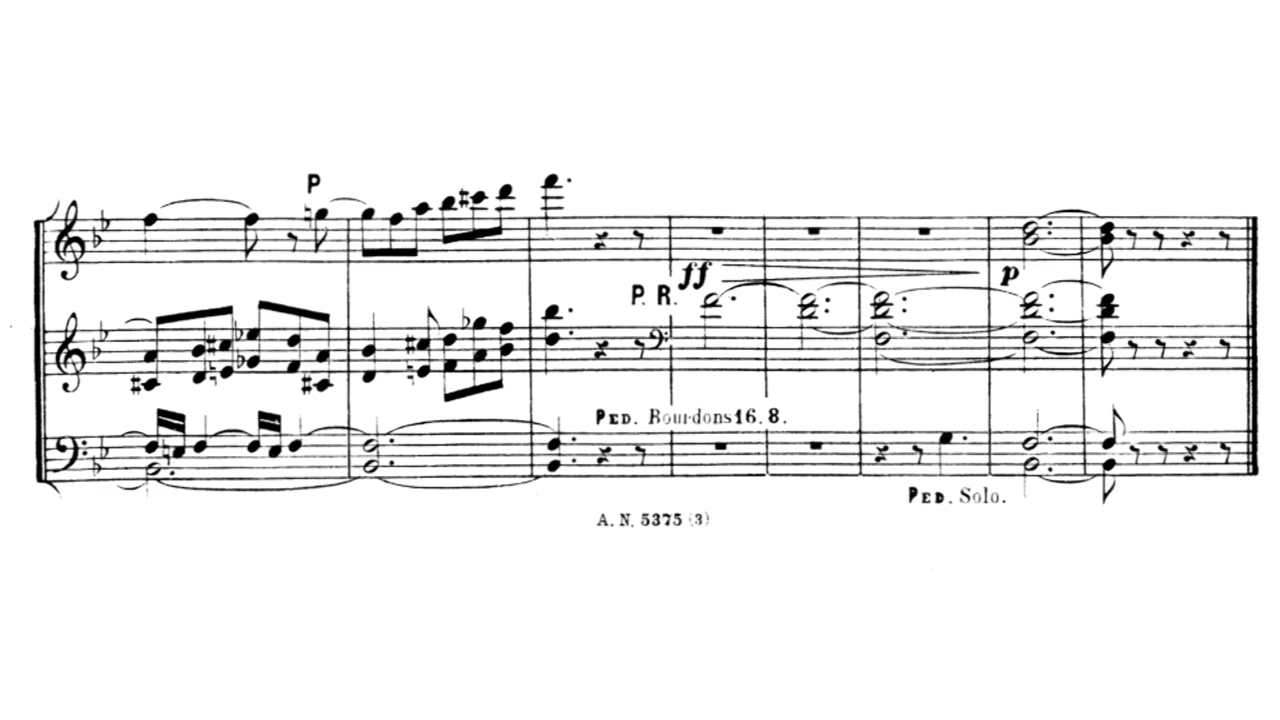 P
ff
P. R.
p
PED. Bourdons 16. 8.
PED. Solo.
A. N. 5375 (3)